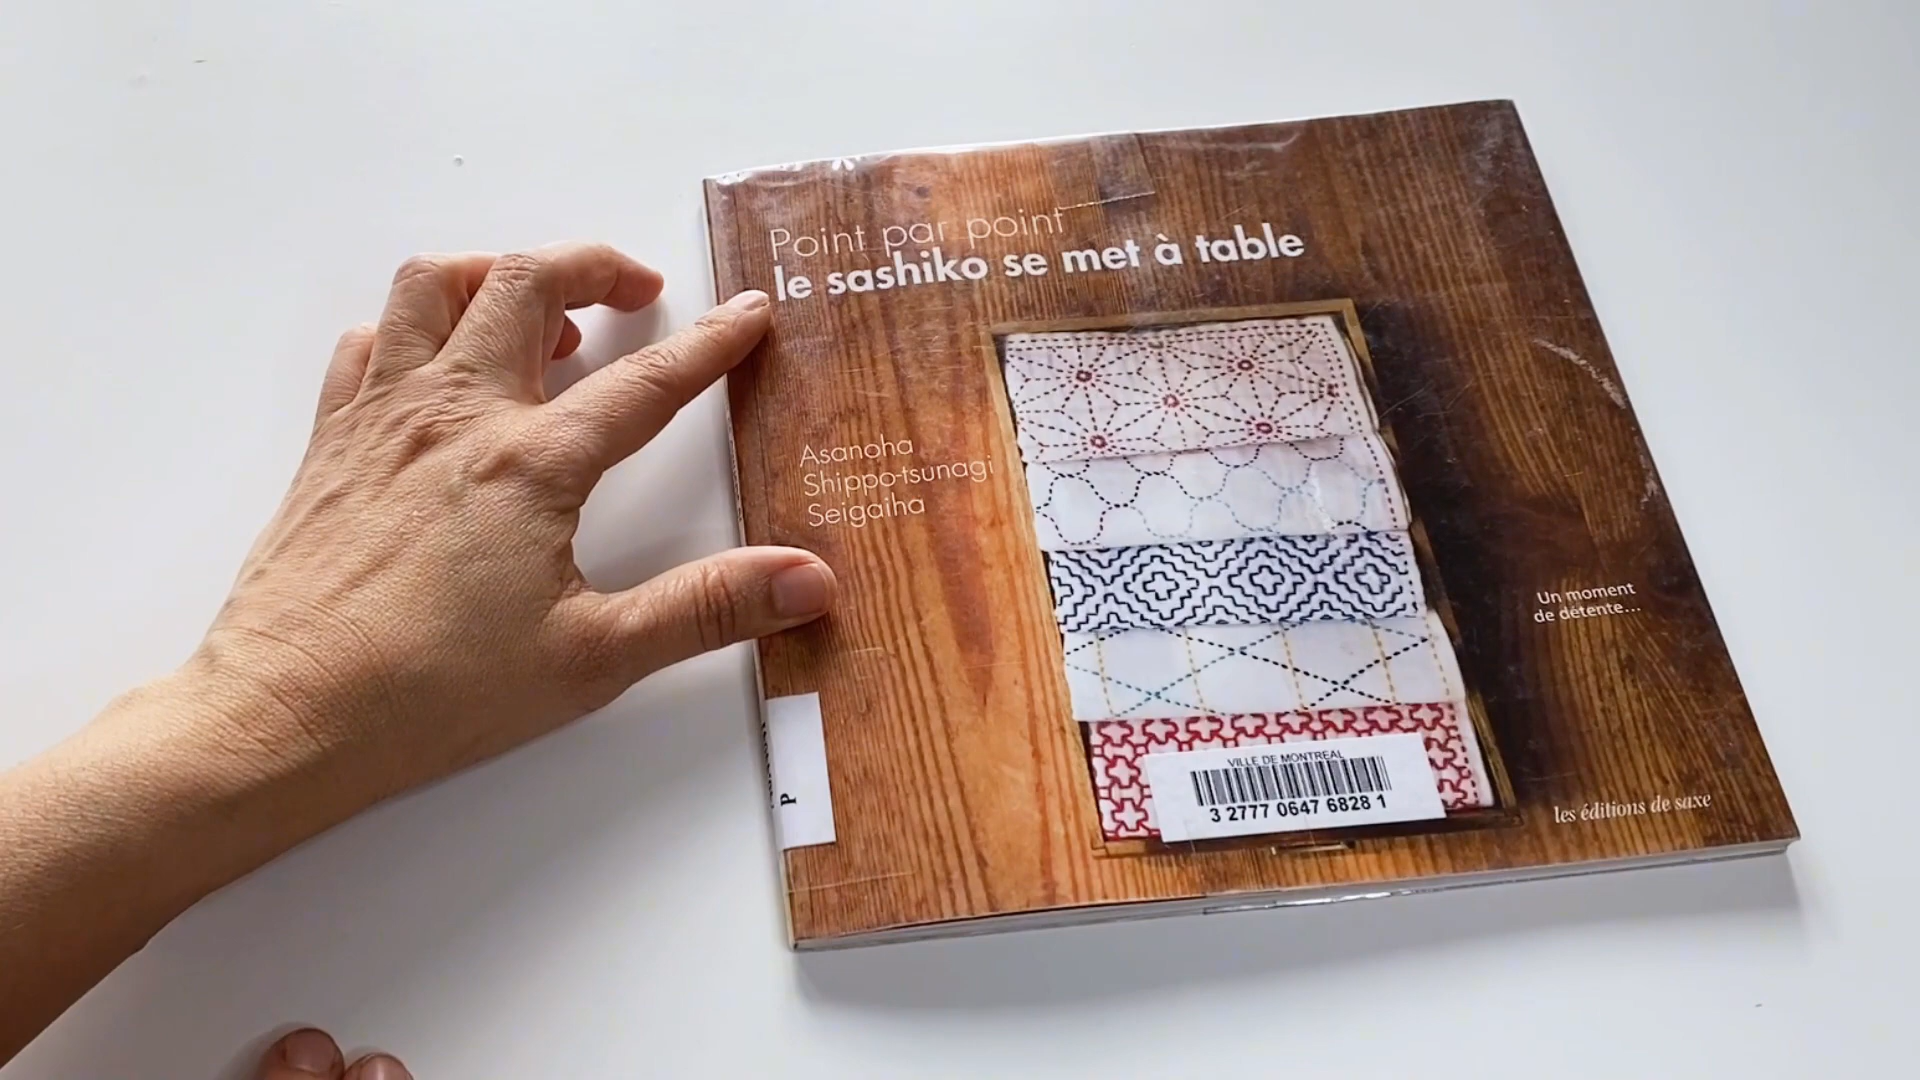 Point par point
le sashiko se met à table
Asanoha
Shippo-tsunagi
Seigaiha
Un moment
de détente...
VILLE DE MONTREAL
3 2777 0647 6828 1
les éditions de saxe
P